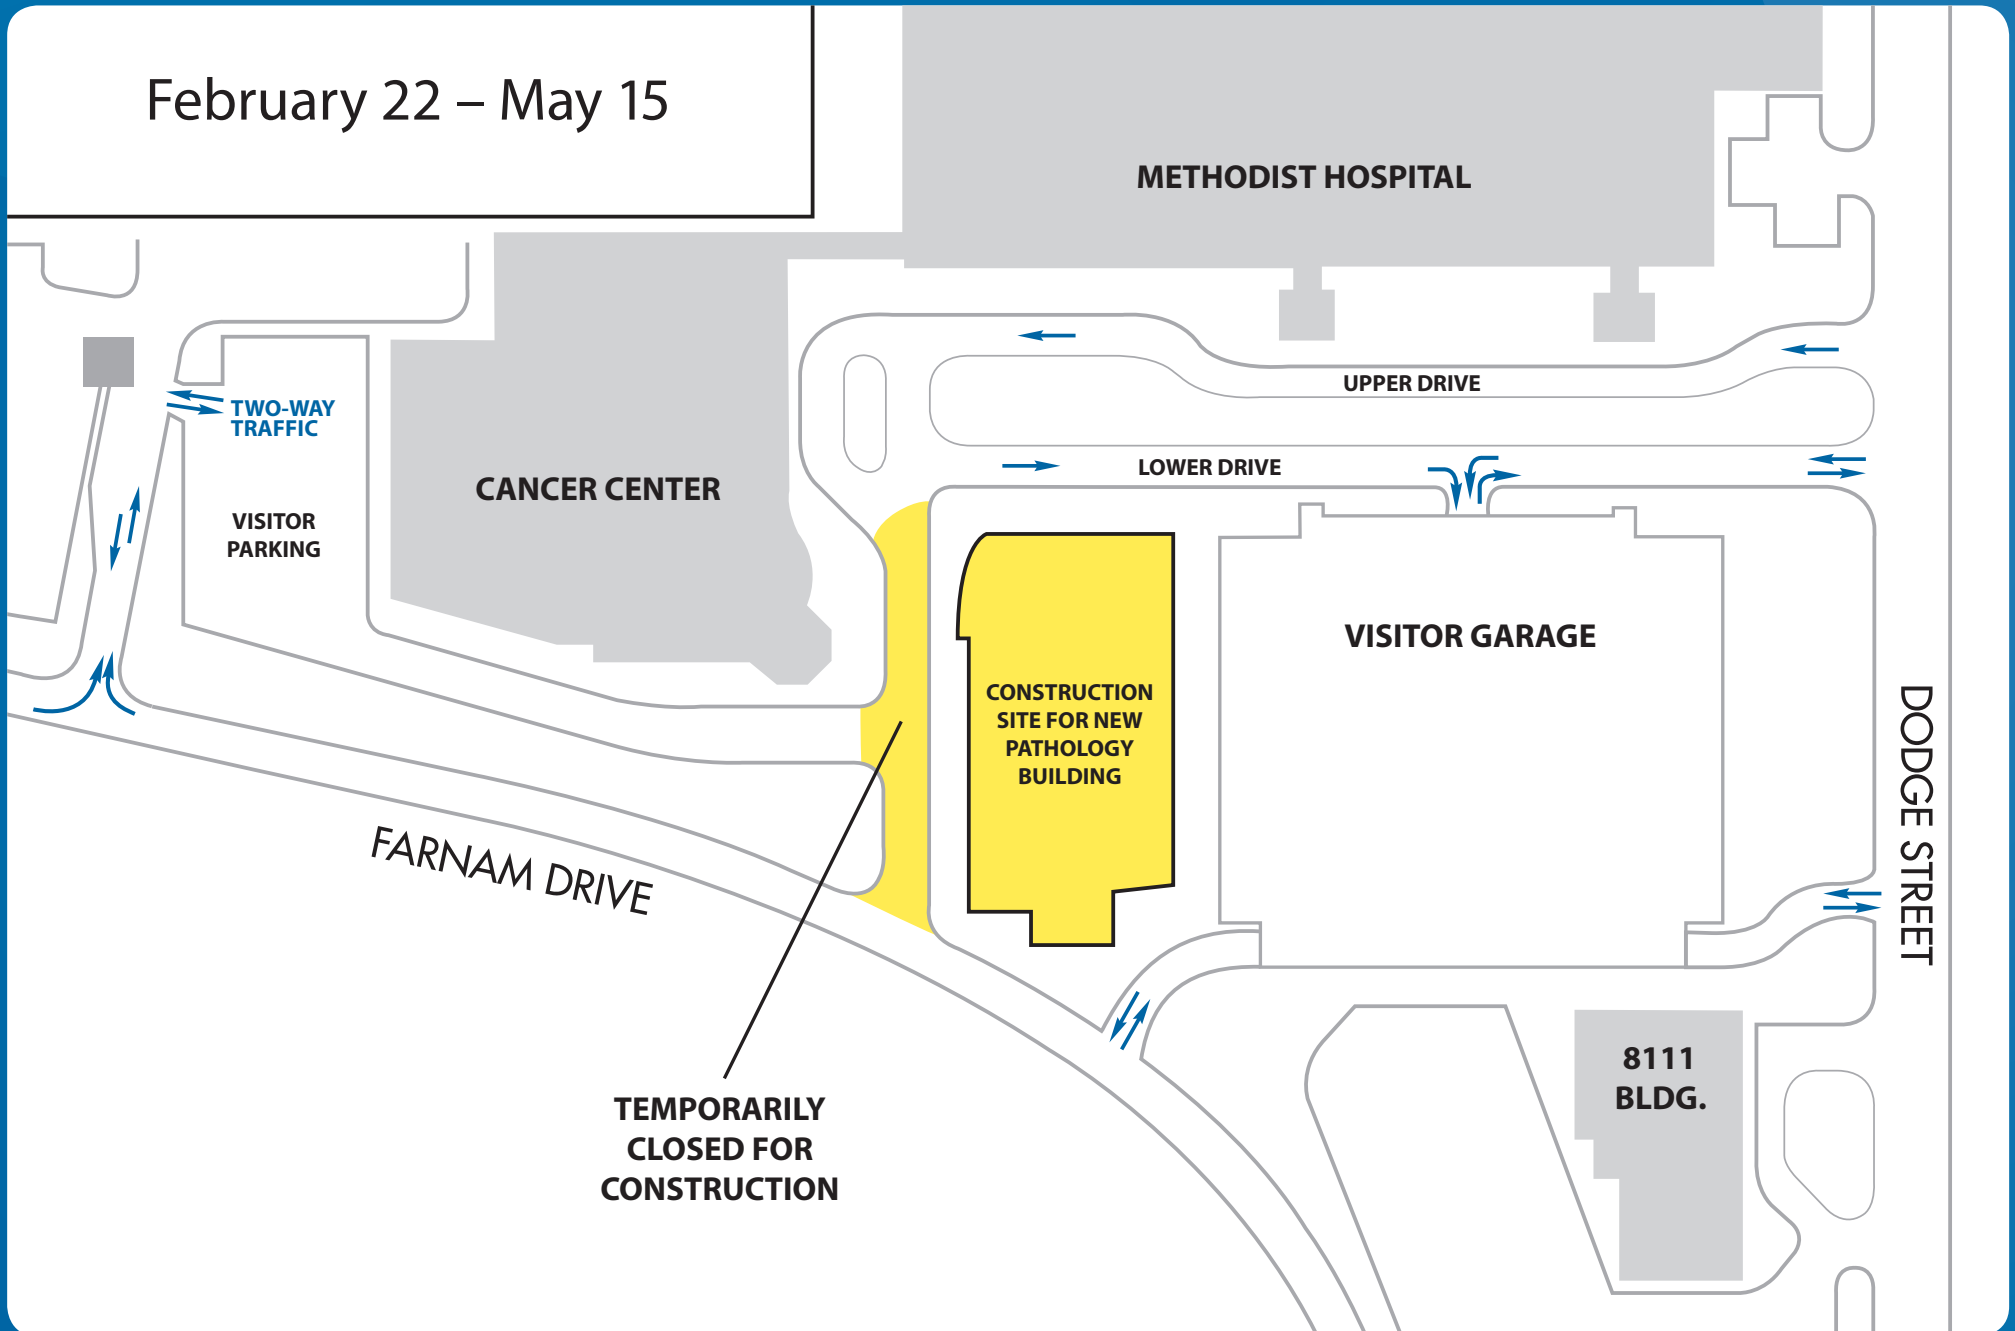 February 22 – May 15
METHODIST HOSPITAL
UPPER DRIVE
TWO-WAY
TRAFFIC
LOWER DRIVE
CANCER CENTER
VISITOR
PARKING
VISITOR GARAGE
CONSTRUCTION
SITE FOR NEW
PATHOLOGY
BUILDING
DODGE STREET
FARNAM DRIVE
8111
BLDG.
TEMPORARILY
CLOSED FOR
CONSTRUCTION